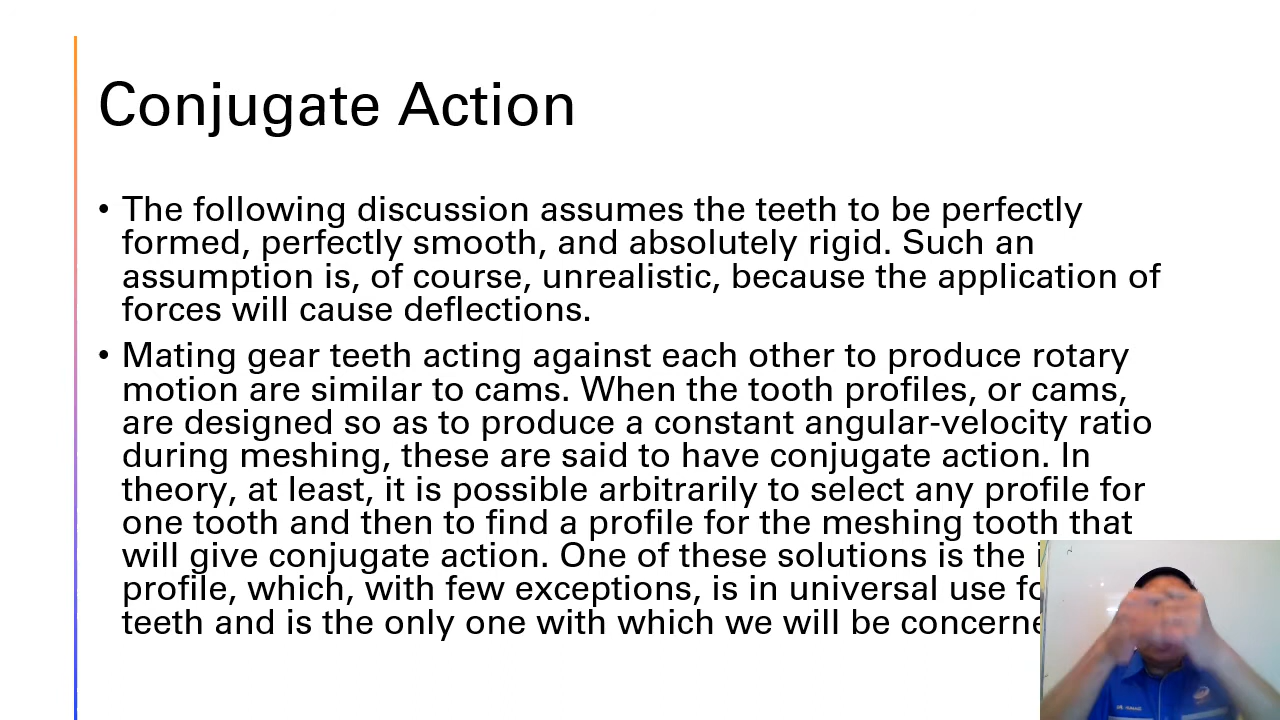 Conjugate Action
• The following discussion assumes the teeth to be perfectly
formed, perfectly smooth, and absolutely rigid. Such an
assumption is, of course, unrealistic, because the application of
forces will cause deflections.
• Mating gear teeth acting against each other to produce rotary
motion are similar to cams. When the tooth profiles, or cams,
are designed so as to produce a constant angular-velocity ratio
during meshing, these are said to have conjugate action. In
theory, at least, it is possible arbitrarily to select any profile for
one tooth and then to find a profile for the meshing tooth that
will give conjugate action. One of these solutions is the
profile, which, with few exceptions, is in universal use
teeth and is the only one with which we will be